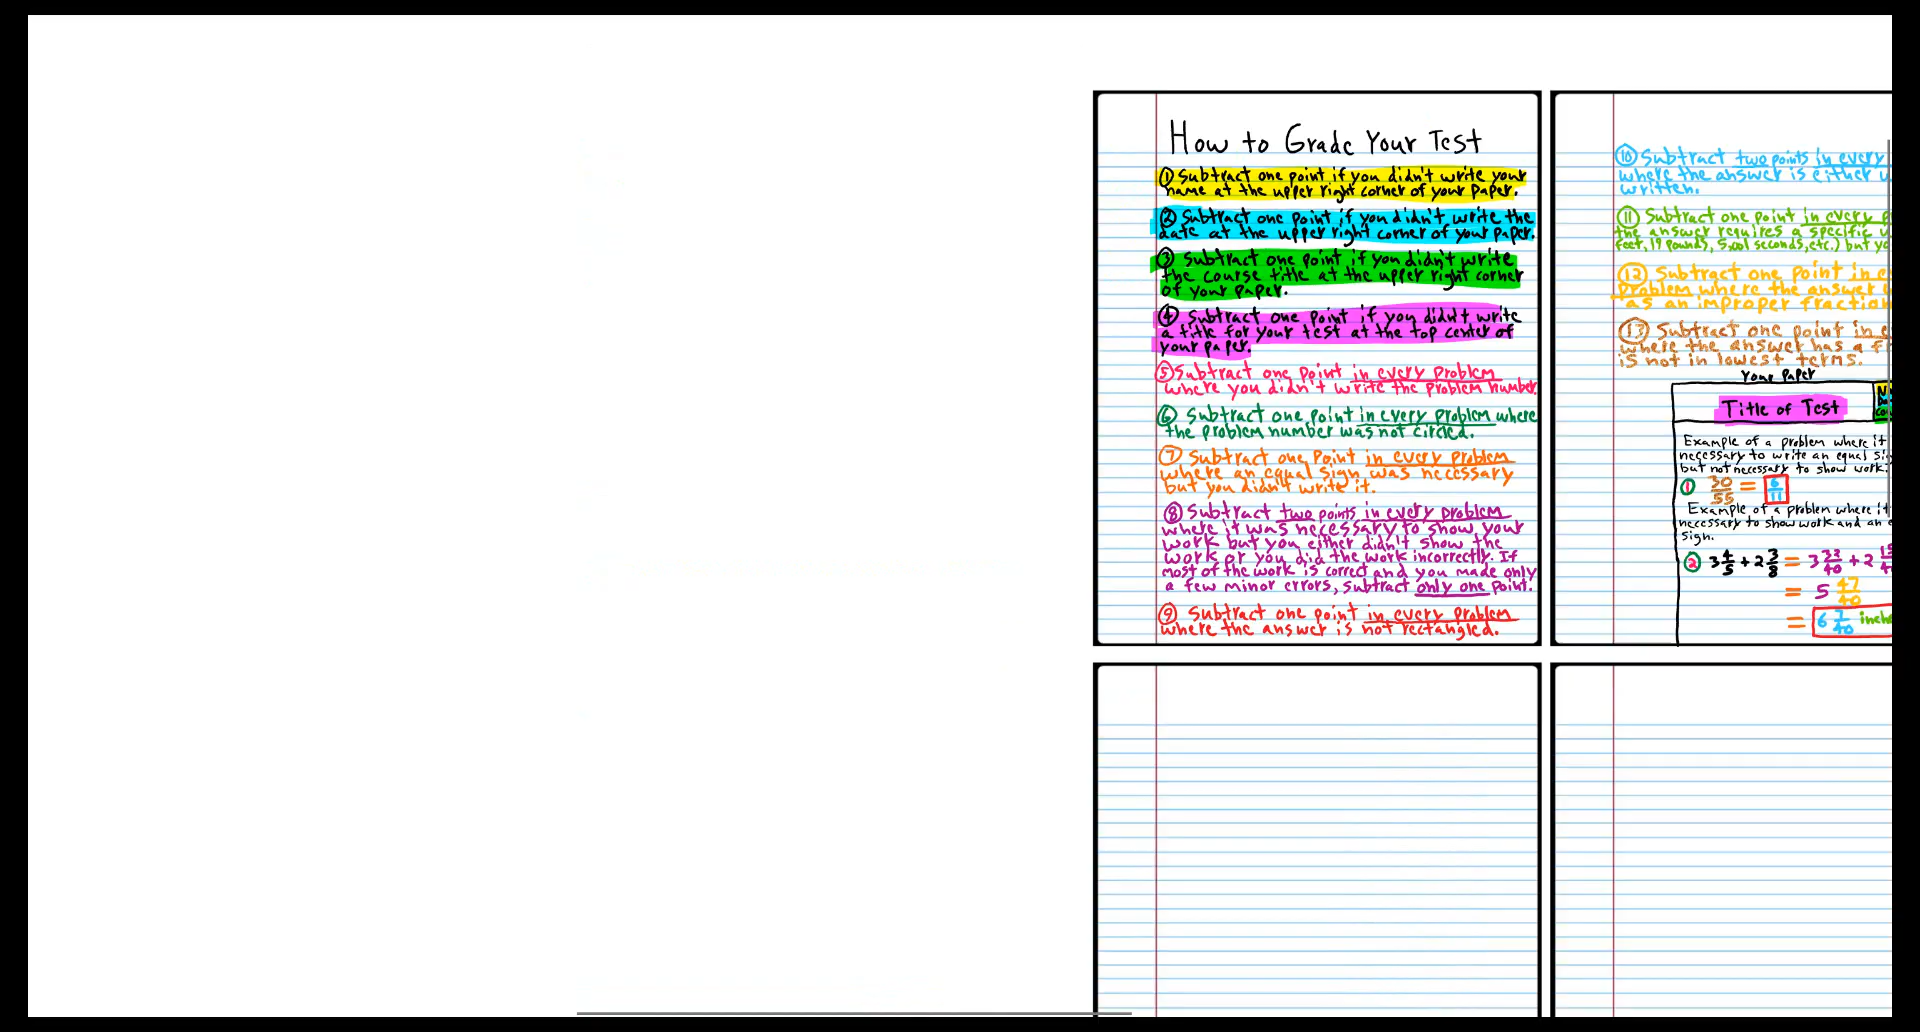 How to Grade Your Test
① Subtract one point if you didn't write your
name at the upper right corner of your paper.
② Subtract one point if you didn't write the
date at the upper right corner of your paper.
③ Subtract one point if you didn't write
the course title at the upper right corner
of your paper.
④ Subtract one point if you didn't write
a title for your test at the top center of
your paper.
⑤ Subtract one point in every problem
where you didn't write the problem number.
⑥ Subtract one point in every problem where
the problem number was not circled.
⑦ Subtract one point in every problem
where an equal sign was necessary
but you didn't write it.
⑧ Subtract two points in every problem
where it was necessary to show your
work but you either didn't show the
work or you did the work incorrectly. If
most of the work is correct and you made only
a few minor errors, subtract only one point.
⑨ Subtract one point in every problem
where the answer is not rectangled.
⑩ Subtract two points in every
where the answer is either
written.
⑪ Subtract one point in every
the answer requires a specific
feet, 19 pounds, 5,001 seconds, etc.) but
⑫ Subtract one point in
problem where the answer
as an improper fraction
⑬ Subtract one point in
where the answer has a
is not in lowest terms.
Your Paper
Title of Test
Example of a problem where it
necessary to write an equal
but not necessary to show work.
① 30/55 = 6/11
Example of a problem where it
necessary to show work and an
sign.
② 3 4/5 + 2 3/8 = 3 32/40 + 2
= 5 47/40
= 6 7/40